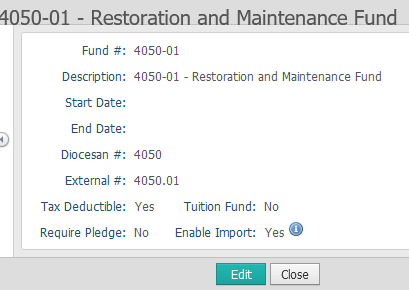 4050-01 - Restoration and Maintenance Fund
Fund #: 4050-01
Description: 4050-01 - Restoration and Maintenance Fund
Start Date:
End Date:
Diocesan #: 4050
External #: 4050.01
Tax Deductible: Yes Tuition Fund: No
Require Pledge: No Enable Import: Yes
Edit Close